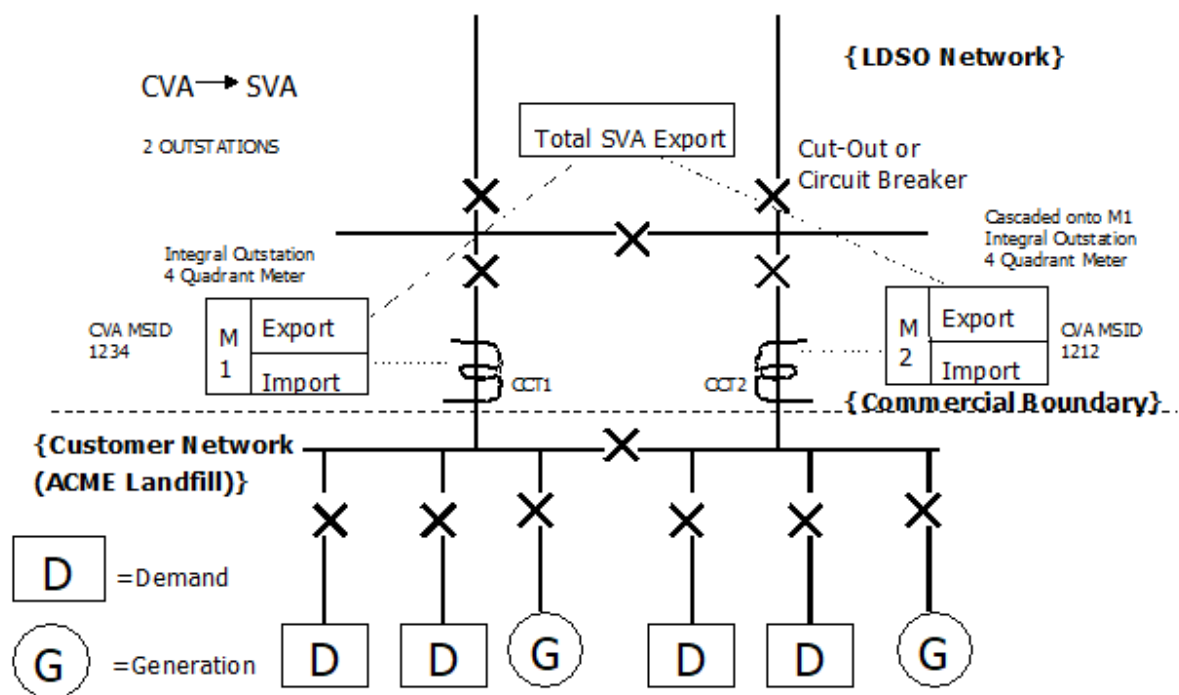 {LDSO Network}
CVA → SVA
2 OUTSTATIONS
Total SVA Export
Cut-Out or
Circuit Breaker
Cascaded onto M1
Integral Outstation
4 Quadrant Meter
Integral Outstation
4 Quadrant Meter
CVA MSID
1234
M
1
Export
Import
CCT1
CCT2
M
2
Export
Import
CVA MSID
1212
{Commercial Boundary}
{Customer Network
(ACME Landfill)}
D
=Demand
G
=Generation
D
D
G
D
D
G